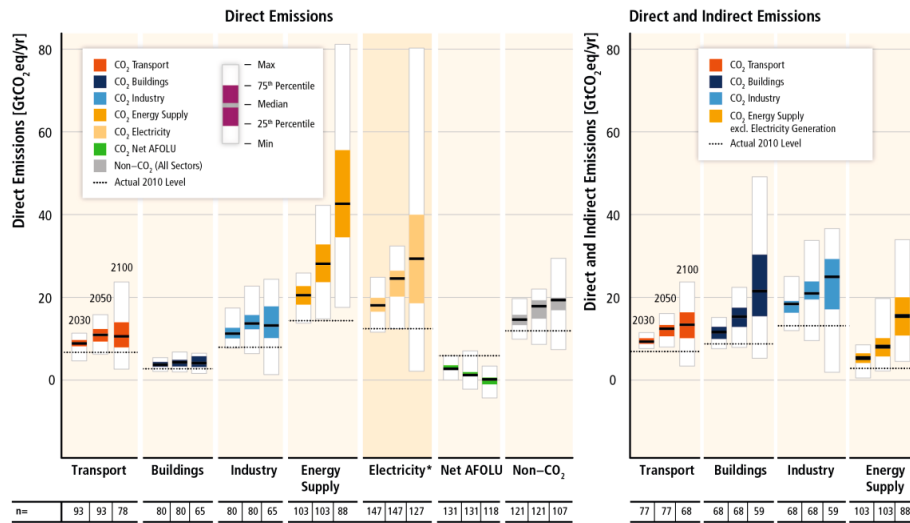 Direct Emissions
Direct Emissions [GtCO2eq/yr]
80
60
40
20
0
CO2 Transport
CO2 Buildings
CO2 Industry
CO2 Energy Supply
CO2 Electricity
CO2 Net AFOLU
Non−CO2 (All Sectors)
Actual 2010 Level
Max
75th Percentile
Median
25th Percentile
Min
2030
2050
2100
Transport
Buildings
Industry
Energy
Supply
Electricity*
Net AFOLU
Non−CO2
n= 93 93 78 80 80 65 80 80 65 103 103 88 147 147 127 131 131 118 121 121 107
Direct and Indirect Emissions
Direct and Indirect Emissions [GtCO2eq/yr]
80
60
40
20
0
CO2 Transport
CO2 Buildings
CO2 Industry
CO2 Energy Supply
excl. Electricity Generation
Actual 2010 Level
2030
2050
2100
Transport
Buildings
Industry
Energy
Supply
77 77 68 68 68 59 68 68 59 103 103 88